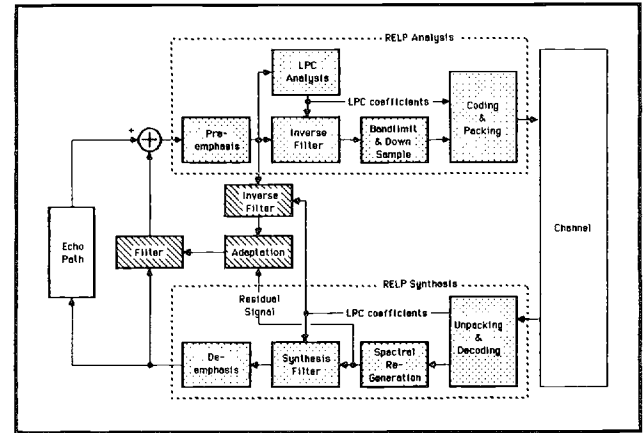 RELP Analysis
LPC
Analysis
LPC coefficients
Coding
&
Packing
+
Pre-
emphasis
Inverse
Filter
Bandlimit
& Down
Sample
Inverse
Filter
Echo
Path
Filter
Adaptation
Channel
Residual
Signal
RELP Synthesis
LPC coefficients
Unpacking
&
Decoding
De-
emphasis
Synthesis
Filter
Spectral
Re-
Generation